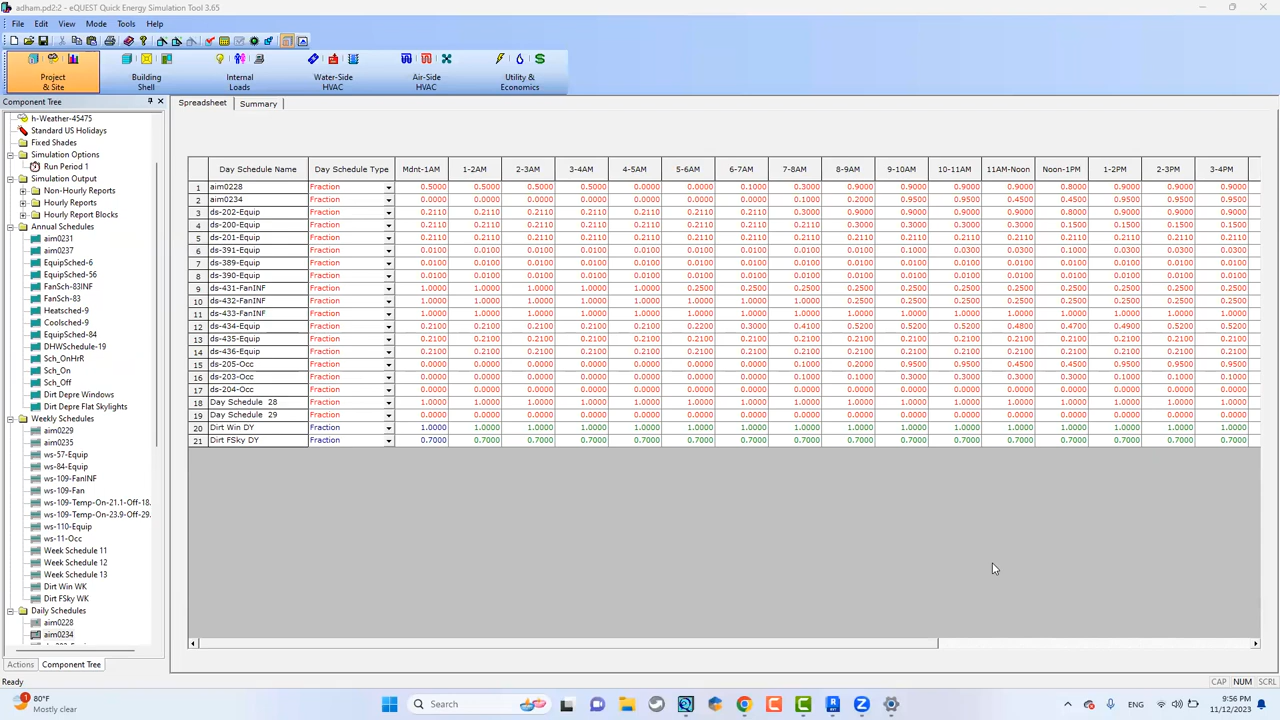 adham.pd2:2 - eQUEST Quick Energy Simulation Tool 3.65
File Edit View Mode Tools Help
Project & Site
Building Shell
Internal Loads
Water-Side HVAC
Air-Side HVAC
Utility & Economics
Component Tree
h-Weather-45475
Standard US Holidays
Fixed Shades
Simulation Options
Run Period 1
Simulation Output
Non-Hourly Reports
Hourly Reports
Hourly Report Blocks
Annual Schedules
aim0231
aim0237
EquipSched-6
EquipSched-56
FanSch-83INF
FanSch-83
Heatsched-9
Coolsched-9
EquipSched-84
DHWSchedule-19
Sch_OnHrR
Sch_On
Sch_Off
Dirt Depre Windows
Dirt Depre Flat Skylights
Weekly Schedules
aim0229
aim0235
ws-57-Equip
ws-84-Equip
ws-109-FanINF
ws-109-Fan
ws-109-Temp-On-21.1-Off-18.
ws-109-Temp-On-23.9-Off-29.
ws-110-Equip
ws-11-Occ
Week Schedule 11
Week Schedule 12
Week Schedule 13
Dirt Win WK
Dirt FSky WK
Daily Schedules
aim0228
aim0234
Actions Component Tree
Spreadsheet Summary
Day Schedule Name Day Schedule Type Mdnt-1AM 1-2AM 2-3AM 3-4AM 4-5AM 5-6AM 6-7AM 7-8AM 8-9AM 9-10AM 10-11AM 11AM-Noon Noon-1PM 1-2PM 2-3PM 3-4PM
1 aim0228 Fraction 0.5000 0.5000 0.5000 0.5000 0.0000 0.0000 0.1000 0.3000 0.9000 0.9000 0.9000 0.9000 0.8000 0.9000 0.9000 0.9000
2 aim0234 Fraction 0.0000 0.0000 0.0000 0.0000 0.0000 0.0000 0.0000 0.1000 0.2000 0.9500 0.9500 0.4500 0.4500 0.9500 0.9500 0.9500
3 ds-202-Equip Fraction 0.2110 0.2110 0.2110 0.2110 0.2110 0.2110 0.2110 0.3000 0.9000 0.9000 0.9000 0.9000 0.8000 0.9000 0.9000 0.9000
4 ds-200-Equip Fraction 0.2110 0.2110 0.2110 0.2110 0.2110 0.2110 0.2110 0.2110 0.3000 0.3000 0.3000 0.3000 0.1500 0.1500 0.1500 0.1500
5 ds-201-Equip Fraction 0.2110 0.2110 0.2110 0.2110 0.2110 0.2110 0.2110 0.2110 0.2110 0.2110 0.2110 0.2110 0.2110 0.2110 0.2110 0.2110
6 ds-391-Equip Fraction 0.0100 0.0100 0.0100 0.0100 0.0100 0.0100 0.0100 0.0100 0.0100 0.1000 0.0300 0.0300 0.1000 0.0300 0.0300 0.0300
7 ds-389-Equip Fraction 0.0100 0.0100 0.0100 0.0100 0.0100 0.0100 0.0100 0.0100 0.0100 0.0100 0.0100 0.0100 0.0100 0.0100 0.0100 0.0100
8 ds-390-Equip Fraction 0.0100 0.0100 0.0100 0.0100 0.0100 0.0100 0.0100 0.0100 0.0100 0.0100 0.0100 0.0100 0.0100 0.0100 0.0100 0.0100
9 ds-431-FanINF Fraction 1.0000 1.0000 1.0000 1.0000 1.0000 0.2500 0.2500 0.2500 0.2500 0.2500 0.2500 0.2500 0.2500 0.2500 0.2500 0.2500
10 ds-432-FanINF Fraction 1.0000 1.0000 1.0000 1.0000 1.0000 1.0000 1.0000 1.0000 0.2500 0.2500 0.2500 0.2500 0.2500 0.2500 0.2500 0.2500
11 ds-433-FanINF Fraction 1.0000 1.0000 1.0000 1.0000 1.0000 1.0000 1.0000 1.0000 1.0000 1.0000 1.0000 1.0000 1.0000 1.0000 1.0000 1.0000
12 ds-434-Equip Fraction 0.2100 0.2100 0.2100 0.2100 0.2100 0.2200 0.3000 0.4100 0.5200 0.5200 0.5200 0.4800 0.4700 0.4900 0.5200 0.5200
13 ds-435-Equip Fraction 0.2100 0.2100 0.2100 0.2100 0.2100 0.2100 0.2100 0.2100 0.2100 0.2100 0.2100 0.2100 0.2100 0.2100 0.2100 0.2100
14 ds-436-Equip Fraction 0.2100 0.2100 0.2100 0.2100 0.2100 0.2100 0.2100 0.2100 0.2100 0.2100 0.2100 0.2100 0.2100 0.2100 0.2100 0.2100
15 ds-205-Occ Fraction 0.0000 0.0000 0.0000 0.0000 0.0000 0.0000 0.0000 0.1000 0.2000 0.9500 0.9500 0.4500 0.4500 0.9500 0.9500 0.9500
16 ds-203-Occ Fraction 0.0000 0.0000 0.0000 0.0000 0.0000 0.0000 0.0000 0.1000 0.1000 0.3000 0.3000 0.3000 0.3000 0.1000 0.1000 0.1000
17 ds-204-Occ Fraction 0.0000 0.0000 0.0000 0.0000 0.0000 0.0000 0.0000 0.0000 0.0000 0.0000 0.0000 0.0000 0.0000 0.0000 0.0000 0.0000
18 Day Schedule 28 Fraction 1.0000 1.0000 1.0000 1.0000 1.0000 1.0000 1.0000 1.0000 1.0000 1.0000 1.0000 1.0000 1.0000 1.0000 1.0000 1.0000
19 Day Schedule 29 Fraction 0.0000 0.0000 0.0000 0.0000 0.0000 0.0000 0.0000 0.0000 0.0000 0.0000 0.0000 0.0000 0.0000 0.0000 0.0000 0.0000
20 Dirt Win DY Fraction 1.0000 1.0000 1.0000 1.0000 1.0000 1.0000 1.0000 1.0000 1.0000 1.0000 1.0000 1.0000 1.0000 1.0000 1.0000 1.0000
21 Dirt FSky DY Fraction 0.7000 0.7000 0.7000 0.7000 0.7000 0.7000 0.7000 0.7000 0.7000 0.7000 0.7000 0.7000 0.7000 0.7000 0.7000 0.7000
Ready CAP NUM SCRL
80°F
Mostly clear
Search
ENG
9:56 PM
11/12/2023